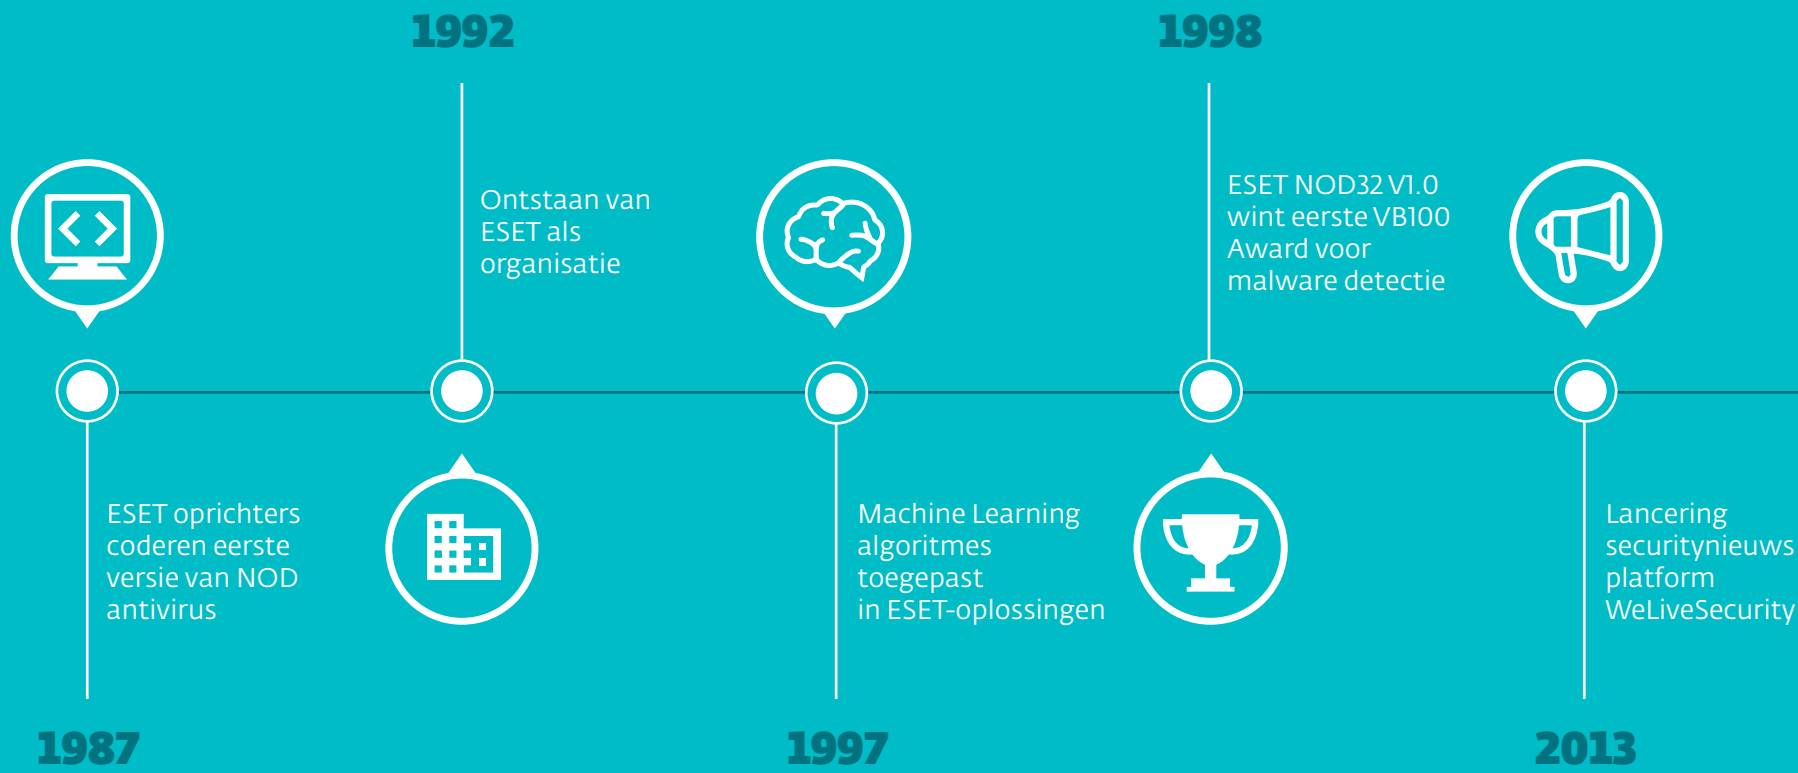 1992
1998
Ontstaan van
ESET als
organisatie
ESET NOD32 V1.0
wint eerste VB100
Award voor
malware detectie
ESET oprichters
coderen eerste
versie van NOD
antivirus
Machine Learning
algoritmes
toegepast
in ESET-oplossingen
Lancering
securitynieuws
platform
WeLiveSecurity
1987
1997
2013